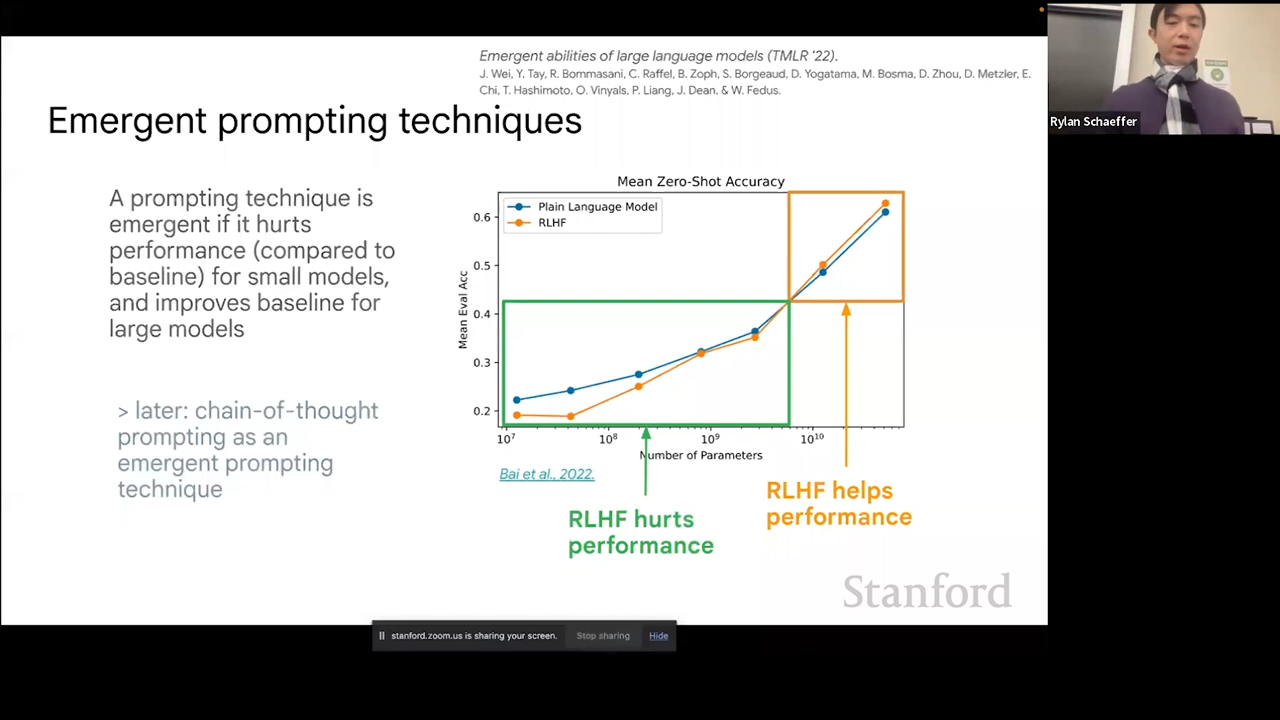 Emergent abilities of large language models (TMLR '22).
J. Wei, Y. Tay, R. Bommasani, C. Raffel, B. Zoph, S. Borgeaud, D. Yogatama, M. Bosma, D. Zhou, D. Metzler, E.
Chi, T. Hashimoto, O. Vinyals, P. Liang, J. Dean, & W. Fedus.
Rylan Schaeffer
Emergent prompting techniques
A prompting technique is
emergent if it hurts
performance (compared to
baseline) for small models,
and improves baseline for
large models
> later: chain-of-thought
prompting as an
emergent prompting
technique
Mean Zero-Shot Accuracy
Plain Language Model
RLHF
Mean Eval Acc
0.6
0.5
0.4
0.3
0.2
10⁷
10⁸
10⁹
10¹⁰
Number of Parameters
Bai et al., 2022.
RLHF hurts
performance
RLHF helps
performance
Stanford
stanford.zoom.us is sharing your screen.
Stop sharing
Hide